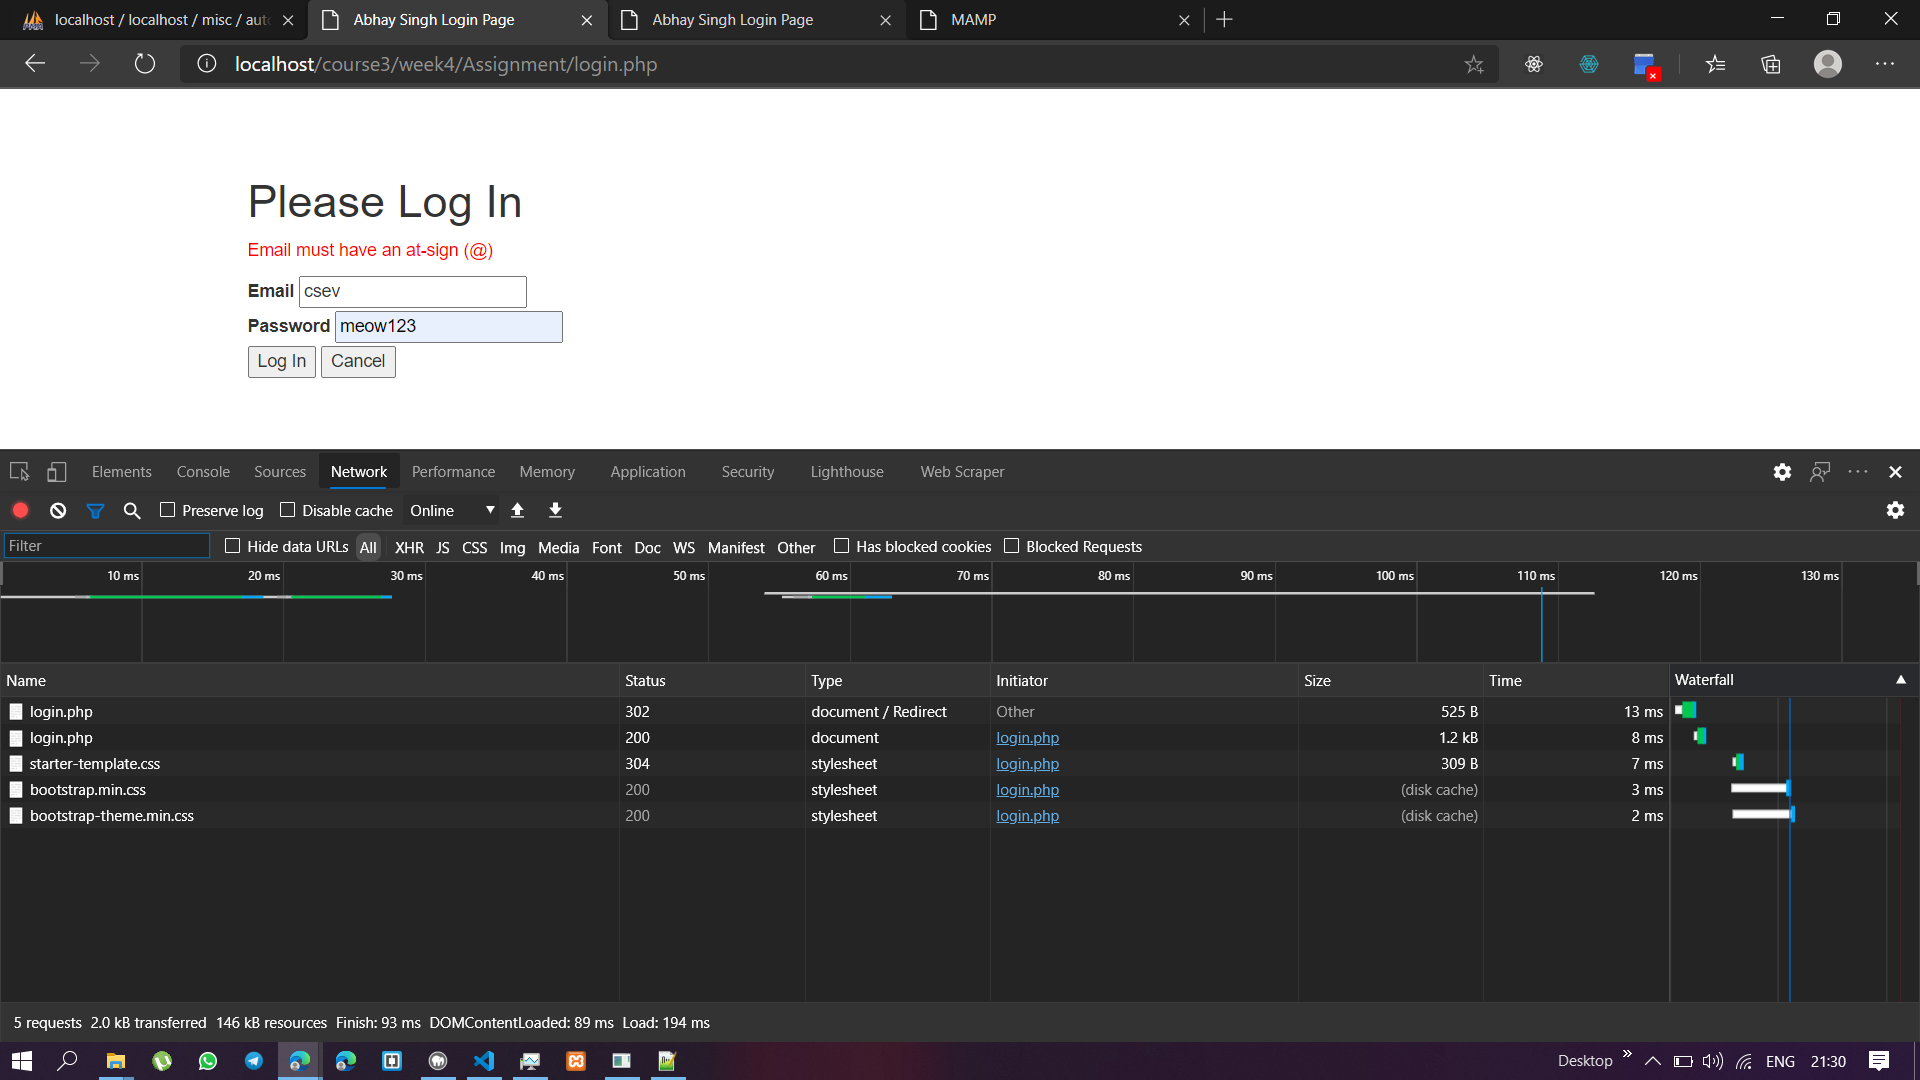 localhost / localhost / misc / auto
Abhay Singh Login Page
Abhay Singh Login Page
MAMP
localhost/course3/week4/Assignment/login.php
Please Log In
Email must have an at-sign (@)
Email csev
Password meow123
Log In Cancel
Elements Console Sources Network Performance Memory Application Security Lighthouse Web Scraper
Preserve log Disable cache Online
Filter Hide data URLs All XHR JS CSS Img Media Font Doc WS Manifest Other Has blocked cookies Blocked Requests
10 ms 20 ms 30 ms 40 ms 50 ms 60 ms 70 ms 80 ms 90 ms 100 ms 110 ms 120 ms 130 ms
Name Status Type Initiator Size Time Waterfall
login.php 302 document / Redirect Other 525 B 13 ms
login.php 200 document login.php 1.2 kB 8 ms
starter-template.css 304 stylesheet login.php 309 B 7 ms
bootstrap.min.css 200 stylesheet login.php (disk cache) 3 ms
bootstrap-theme.min.css 200 stylesheet login.php (disk cache) 2 ms
5 requests 2.0 kB transferred 146 kB resources Finish: 93 ms DOMContentLoaded: 89 ms Load: 194 ms
Desktop ENG 21:30